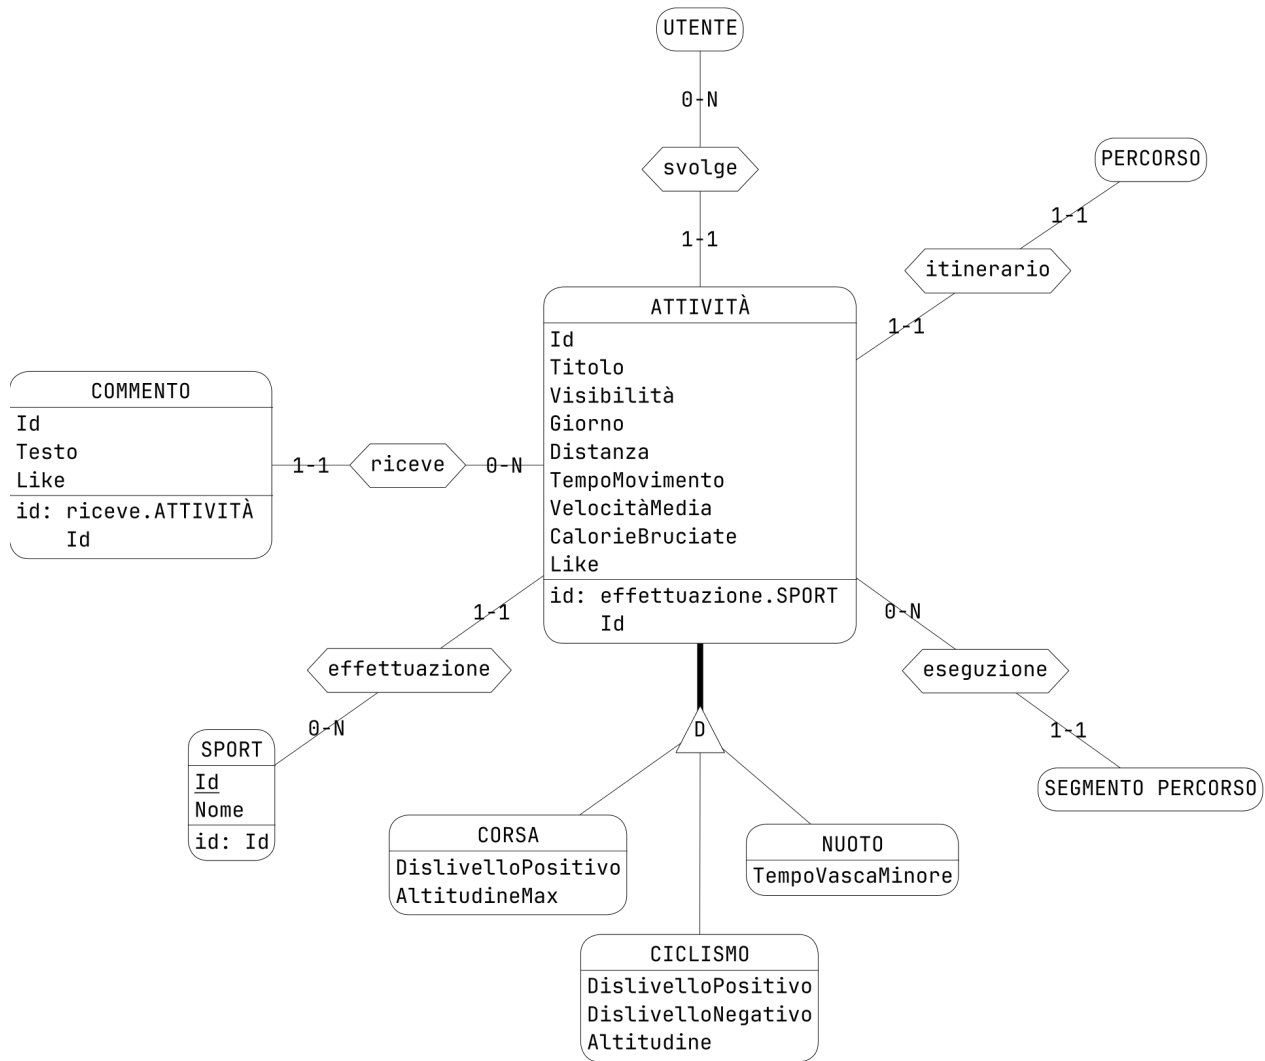 UTENTE
0-N
svolge
1-1
PERCORSO
1-1
itinerario
1-1
ATTIVITÀ
Id
Titolo
Visibilità
Giorno
Distanza
TempoMovimento
VelocitàMedia
CalorieBruciate
Like
id: effettuazione.SPORT
Id
COMMENTO
Id
Testo
Like
id: riceve.ATTIVITÀ
Id
1-1
riceve
0-N
1-1
effettuazione
0-N
SPORT
Id
Nome
id: Id
0-N
eseguzione
1-1
SEGMENTO PERCORSO
D
CORSA
DislivelloPositivo
AltitudineMax
NUOTO
TempoVascaMinore
CICLISMO
DislivelloPositivo
DislivelloNegativo
Altitudine